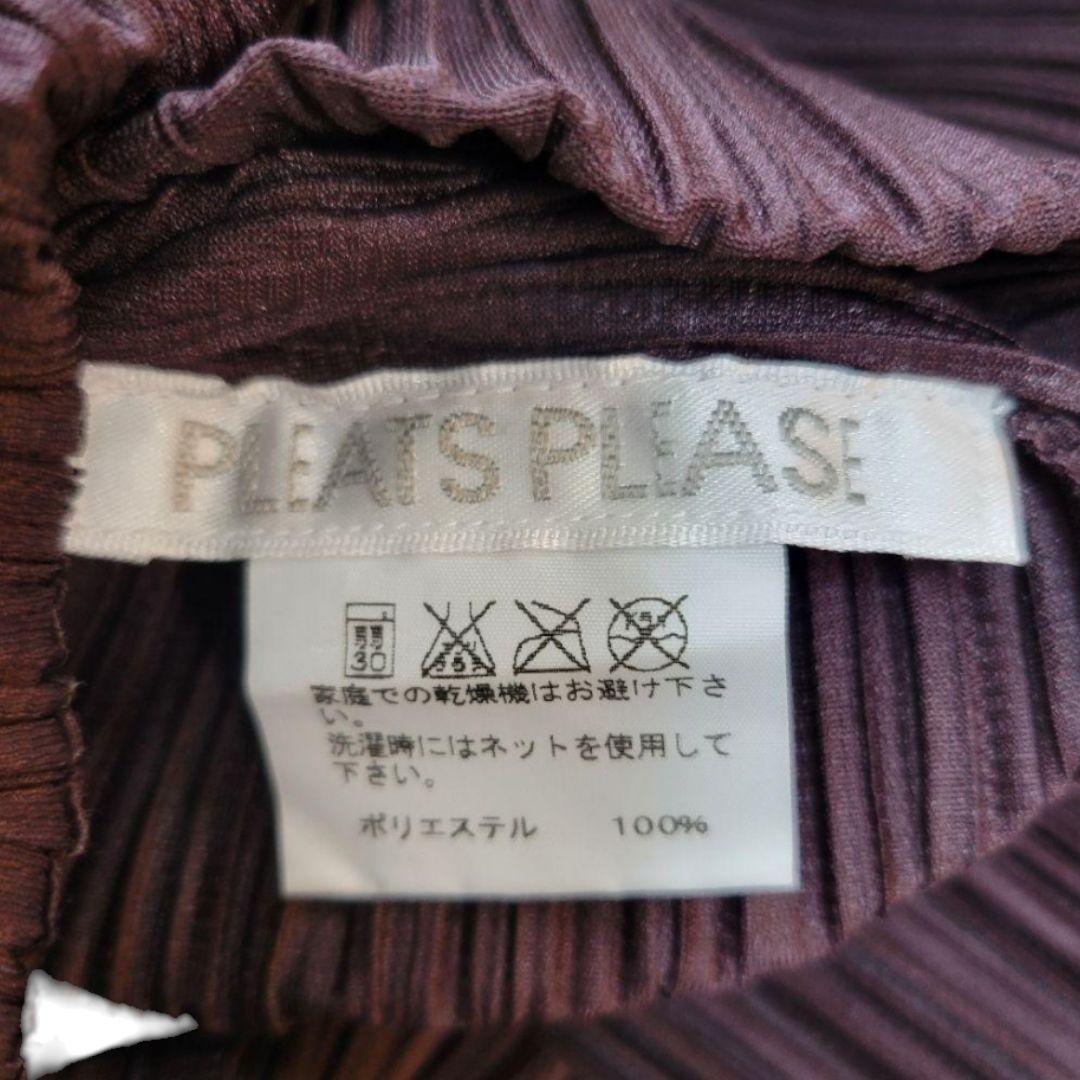 PLEATS PLEASE
弱
30
家庭での乾燥機はお避け下さ
い。
洗濯時にはネットを使用して
下さい。
ポリエステル 100%